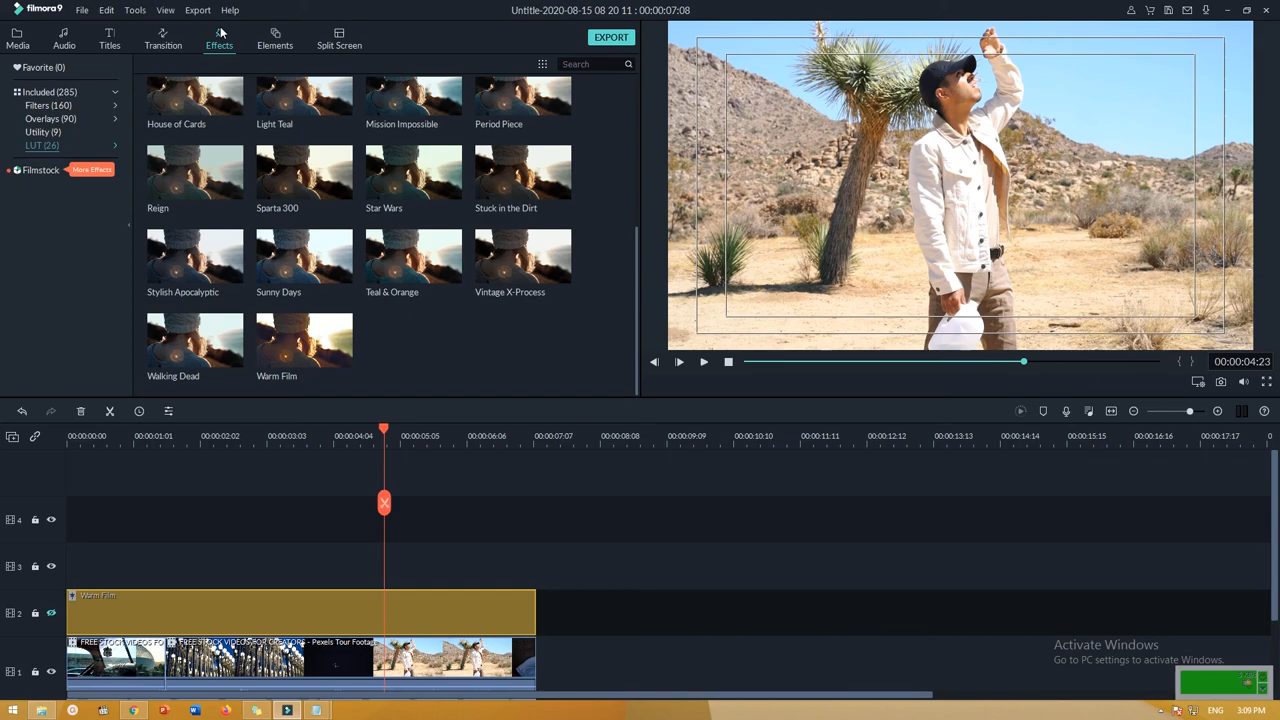 filmora9 File Edit Tools View Export Help Untitle-2020-08-15 08 20 11 : 00:00:07:08
Media Audio Titles Transition Effects Elements Split Screen EXPORT
Favorite (0)
Search
Included (285)
Filters (160)
Overlays (90)
Utility (9)
LUT (26)
Filmstock More Effects
House of Cards Light Teal Mission Impossible Period Piece
Reign Sparta 300 Star Wars Stuck in the Dirt
Stylish Apocalyptic Sunny Days Teal & Orange Vintage X-Process
Walking Dead Warm Film
00:00:04:23
00:00:00:00 00:00:01:01 00:00:02:02 00:00:03:03 00:00:04:04 00:00:05:05 00:00:06:06 00:00:07:07 00:00:08:08 00:00:09:09 00:00:10:10 00:00:11:11 00:00:12:12 00:00:13:13 00:00:14:14 00:00:15:15 00:00:16:16 00:00:17:17 0
4
3
2 Warm Film
FREE STOCK VIDEOS FO FREE STOCK VIDEOS FOR CREATORS - Pexels Tour Footage
1
Activate Windows
Go to PC settings to activate Windows.
ENG 3:09 PM